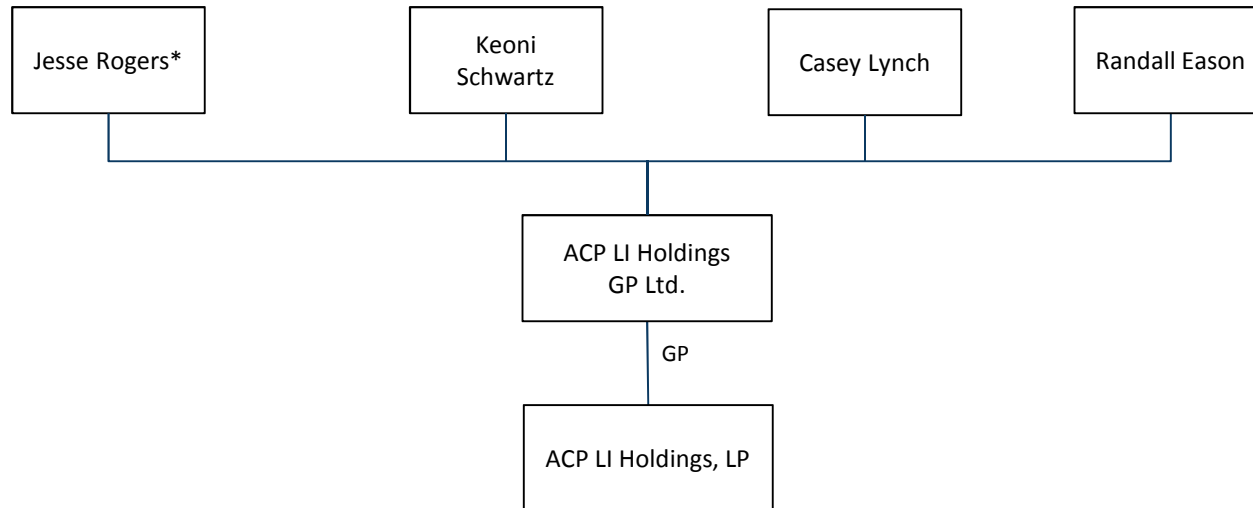 Jesse Rogers*
Keoni
Schwartz
Casey Lynch
Randall Eason
ACP LI Holdings
GP Ltd.
GP
ACP LI Holdings, LP